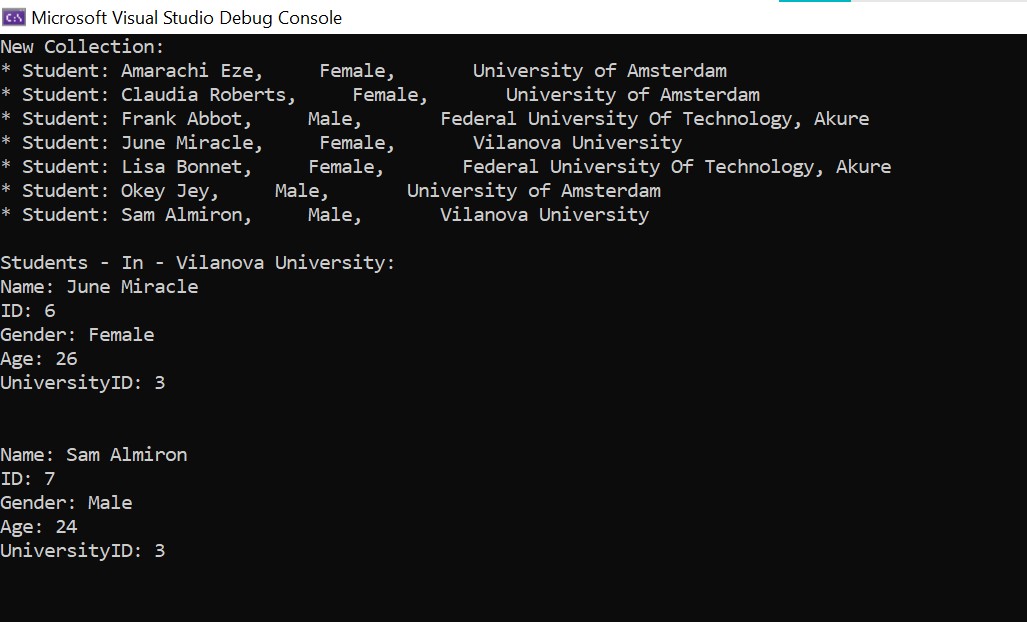 Microsoft Visual Studio Debug Console
New Collection:
* Student: Amarachi Eze,     Female,       University of Amsterdam
* Student: Claudia Roberts,     Female,       University of Amsterdam
* Student: Frank Abbot,     Male,       Federal University Of Technology, Akure
* Student: June Miracle,     Female,       Vilanova University
* Student: Lisa Bonnet,     Female,       Federal University Of Technology, Akure
* Student: Okey Jey,     Male,       University of Amsterdam
* Student: Sam Almiron,     Male,       Vilanova University
Students - In - Vilanova University:
Name: June Miracle
ID: 6
Gender: Female
Age: 26
UniversityID: 3
Name: Sam Almiron
ID: 7
Gender: Male
Age: 24
UniversityID: 3